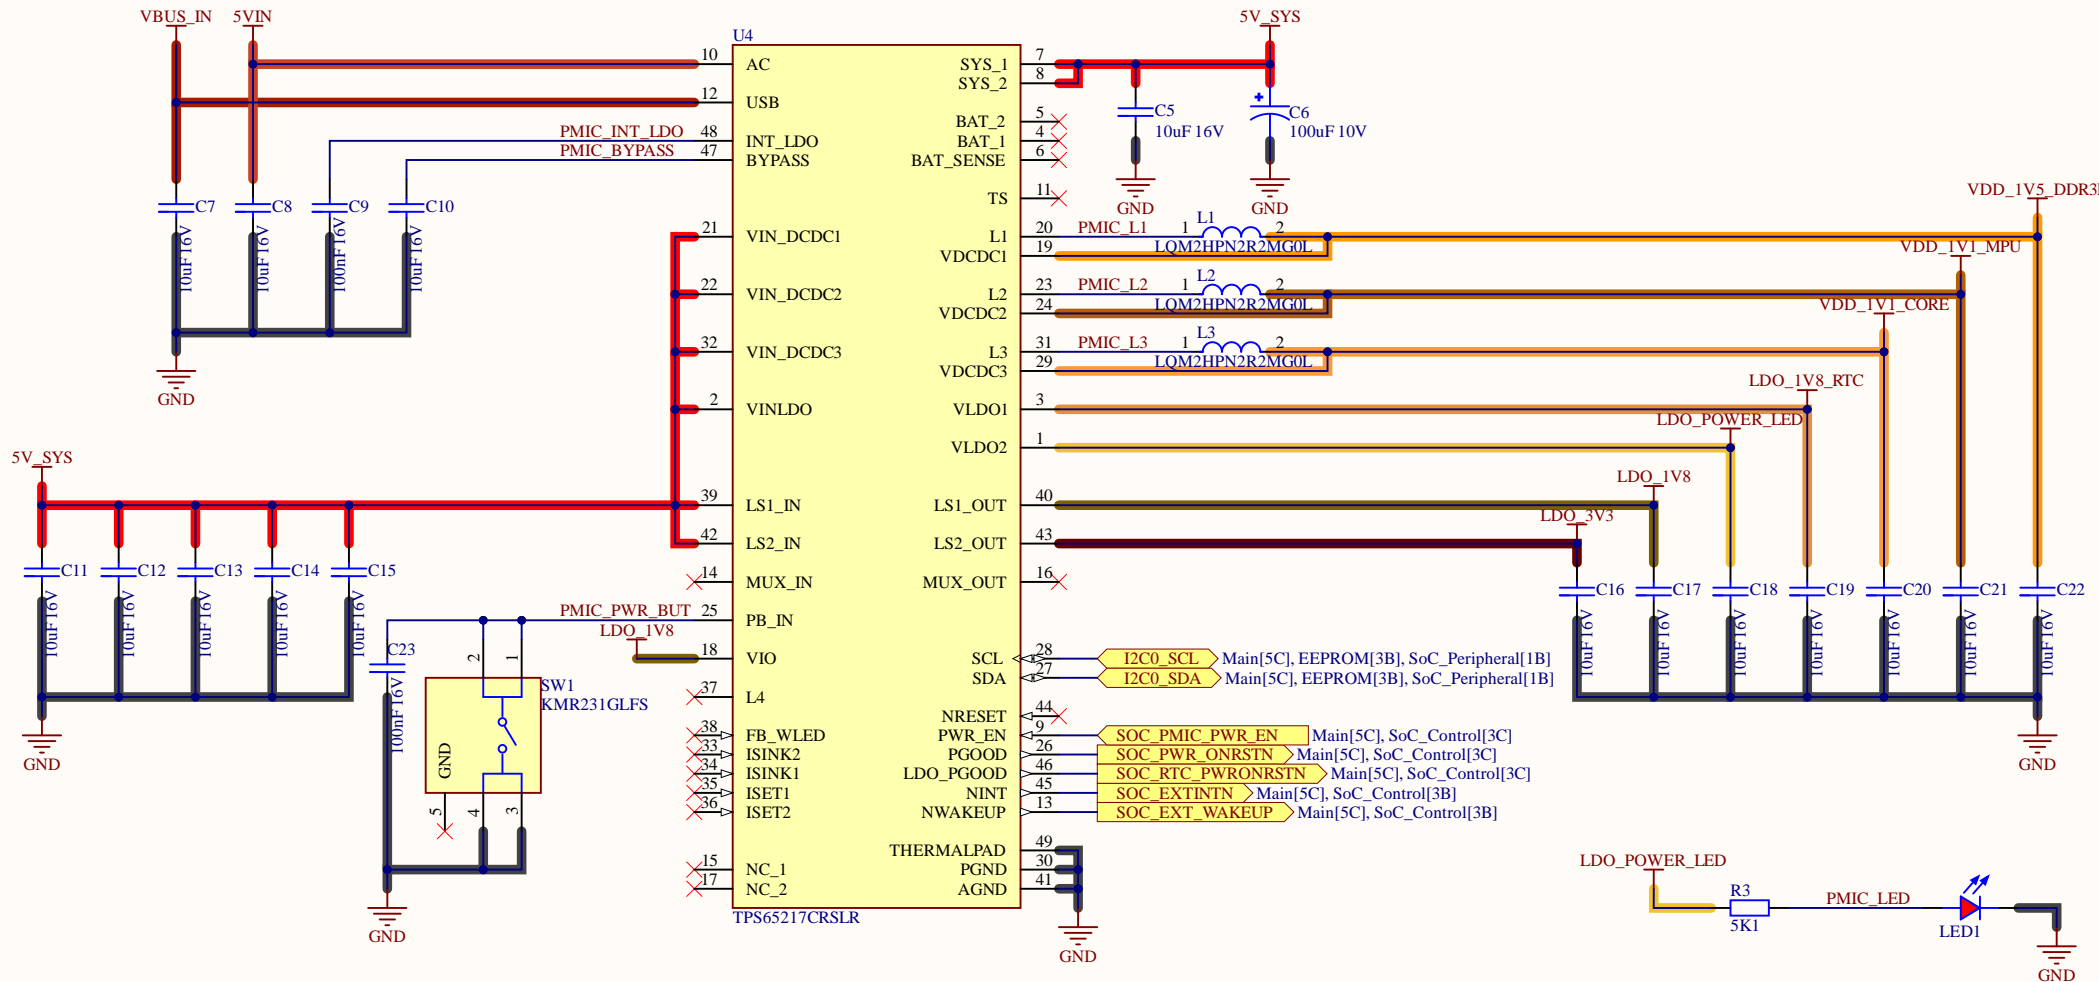 VBUS_IN
5VIN
U4
5V_SYS
10 AC
SYS_1 7
12 USB
SYS_2 8
48 INT_LDO
PMIC_INT_LDO
47 BYPASS
PMIC_BYPASS
BAT_2 5
BAT_1 4
BAT_SENSE 6
TS 11
C5
10uF 16V
GND
C6
100uF 10V
GND
C7
10uF 16V
C8
10uF 16V
C9
100nF 16V
C10
10uF 16V
GND
21 VIN_DCDC1
22 VIN_DCDC2
32 VIN_DCDC3
2 VINLDO
39 LS1_IN
42 LS2_IN
14 MUX_IN
PMIC_PWR_BUT 25 PB_IN
LDO_1V8
18 VIO
37 L4
38 FB_WLED
33 ISINK2
34 ISINK1
35 ISET1
36 ISET2
15 NC_1
17 NC_2
TPS65217CRSLR
L1 20 PMIC_L1 1 L1 2
LQM2HPN2R2MG0L
VDCDC1 19
L2 23 PMIC_L2 1 L2 2
LQM2HPN2R2MG0L
VDCDC2 24
L3 31 PMIC_L3 1 L3 2
LQM2HPN2R2MG0L
VDCDC3 29
VLDO1 3
VLDO2 1
LS1_OUT 40
LS2_OUT 43
MUX_OUT 16
SCL 28 I2C0_SCL Main[5C], EEPROM[3B], SoC_Peripheral[1B]
SDA 27 I2C0_SDA Main[5C], EEPROM[3B], SoC_Peripheral[1B]
NRESET 44
PWR_EN 9 SOC_PMIC_PWR_EN Main[5C], SoC_Control[3C]
PGOOD 26 SOC_PWR_ONRSTN Main[5C], SoC_Control[3C]
LDO_PGOOD 46 SOC_RTC_PWRONRSTN Main[5C], SoC_Control[3C]
NINT 45 SOC_EXTINTN Main[5C], SoC_Control[3B]
NWAKEUP 13 SOC_EXT_WAKEUP Main[5C], SoC_Control[3B]
THERMALPAD 49
PGND 30
AGND 41
GND
VDD_1V5_DDR3
VDD_1V1_MPU
VDD_1V1_CORE
LDO_1V8_RTC
LDO_POWER_LED
LDO_1V8
LDO_3V3
C16
10uF 16V
C17
10uF 16V
C18
10uF 16V
C19
10uF 16V
C20
10uF 16V
C21
10uF 16V
C22
10uF 16V
GND
5V_SYS
C11
10uF 16V
C12
10uF 16V
C13
10uF 16V
C14
10uF 16V
C15
10uF 16V
GND
C23
100nF 16V
2
1
SW1
KMR231GLFS
GND
5
4
3
GND
LDO_POWER_LED
R3
5K1
PMIC_LED
LED1
GND